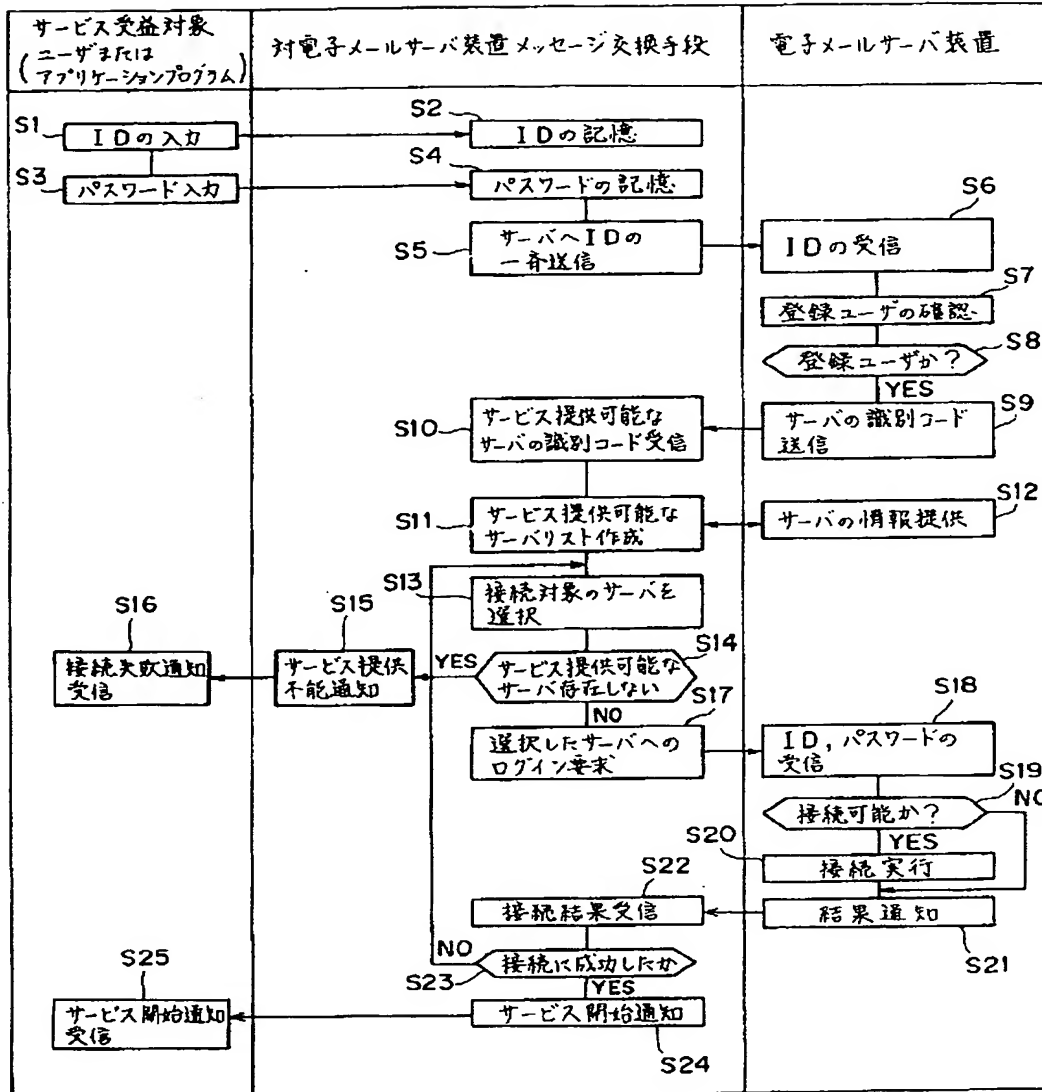 サービス受益対象
(ユーザまたは
アプリケーションプログラム)
対電子メールサーバ装置メッセージ交換手段
電子メールサーバ装置
S1
IDの入力
S2
IDの記憶
S3
パスワード入力
S4
パスワードの記憶
S5
サーバへIDの
一斉送信
S6
IDの受信
S7
登録ユーザの確認
S8
登録ユーザか?
YES
S9
サーバの識別コード
送信
S10
サービス提供可能な
サーバの識別コード受信
S11
サービス提供可能な
サーバリスト作成
S12
サーバの情報提供
S13
接続対象のサーバを
選択
S14
サービス提供可能な
サーバ存在しない
YES
NO
S15
サービス提供
不能通知
S16
接続失敗通知
受信
S17
選択したサーバへの
ログイン要求
S18
ID,パスワードの
受信
S19
接続可能か?
NO
YES
S20
接続実行
S21
結果通知
S22
接続結果受信
S23
接続に成功したか
NO
YES
S24
サービス開始通知
S25
サービス開始通知
受信